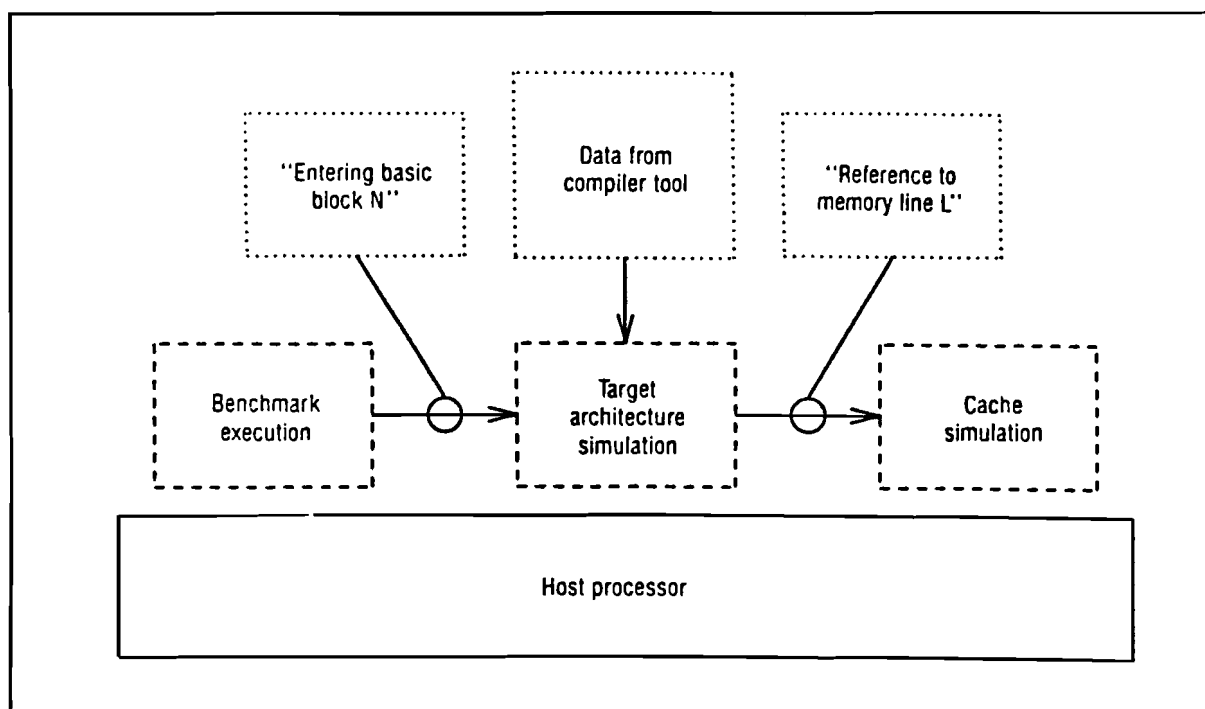 "Entering basic
block N"
Data from
compiler tool
"Reference to
memory line L"
Benchmark
execution
Target
architecture
simulation
Cache
simulation
Host processor